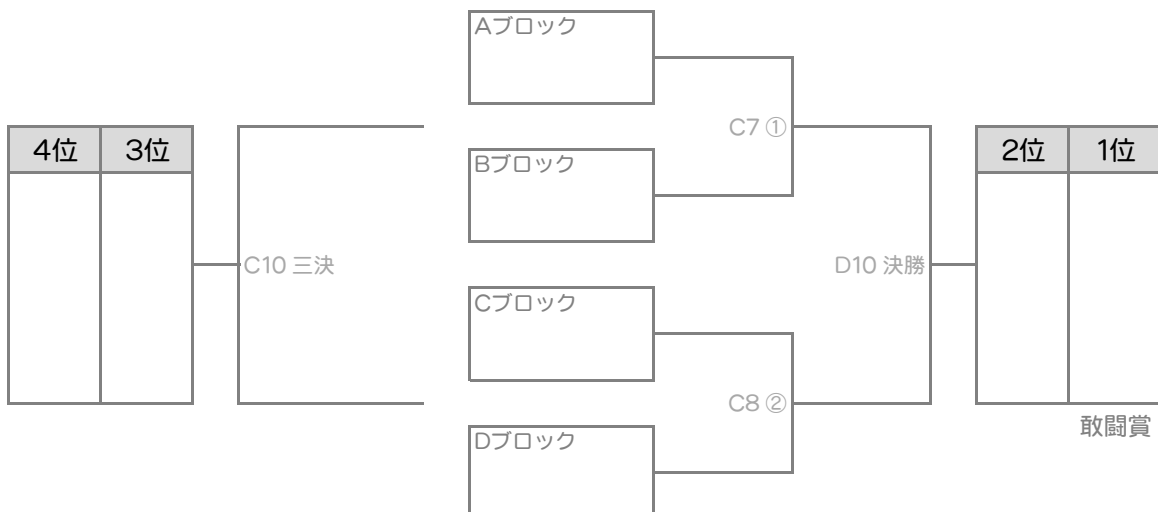 Aブロック
C7 ①
4位 3位
2位 1位
Bブロック
C10 三決
D10 決勝
Cブロック
C8 ②
敢闘賞
Dブロック